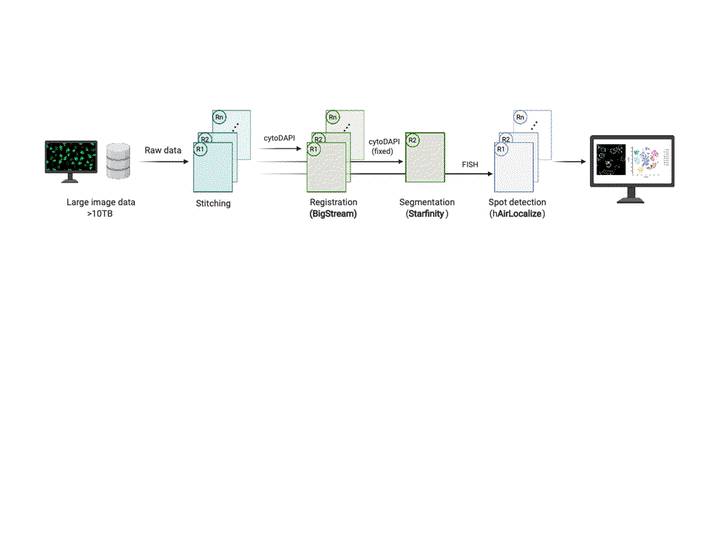 Rn
R2
R1
Rn
R2
R1
Rn
R2
R1
R2
cytoDAPI
cytoDAPI
(fixed)
Raw data
FISH
Large image data
>10TB
Stitching
Registration
(BigStream)
Segmentation
(Starfinity)
Spot detection
(hAirLocalize)